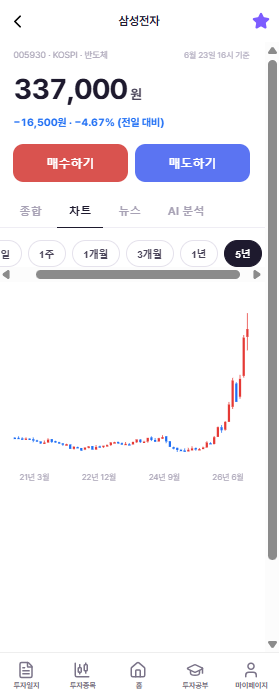 삼성전자
005930 · KOSPI · 반도체
6월 23일 16시 기준
337,000원
−16,500원 · −4.67% (전일 대비)
매수하기
매도하기
종합
차트
뉴스
AI 분석
일
1주
1개월
3개월
1년
5년
21년 3월
22년 12월
24년 9월
26년 6월
투자일지
투자종목
홈
투자공부
마이페이지